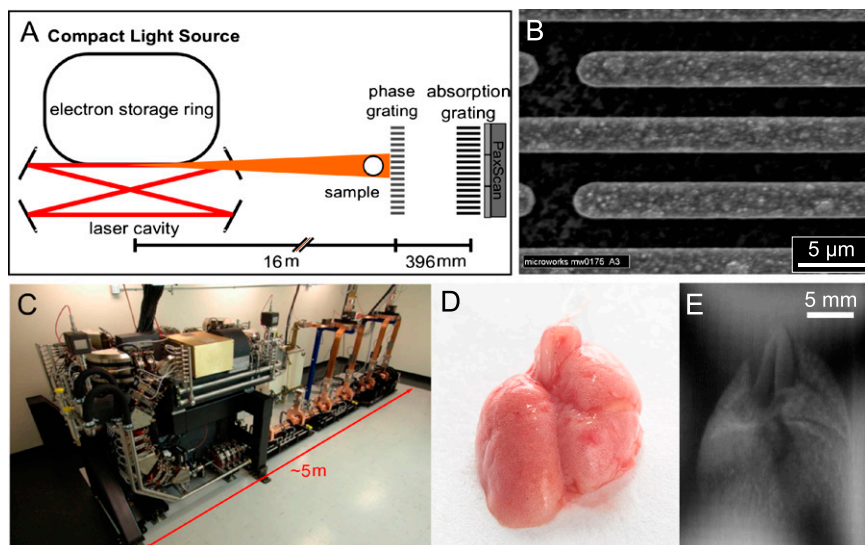 A
Compact Light Source
electron storage ring
phase
grating
absorption
grating
PaxScan
sample
laser cavity
16 m
396mm
B
microworks mw0175 A3
5 µm
C
~5m
D
E
5 mm